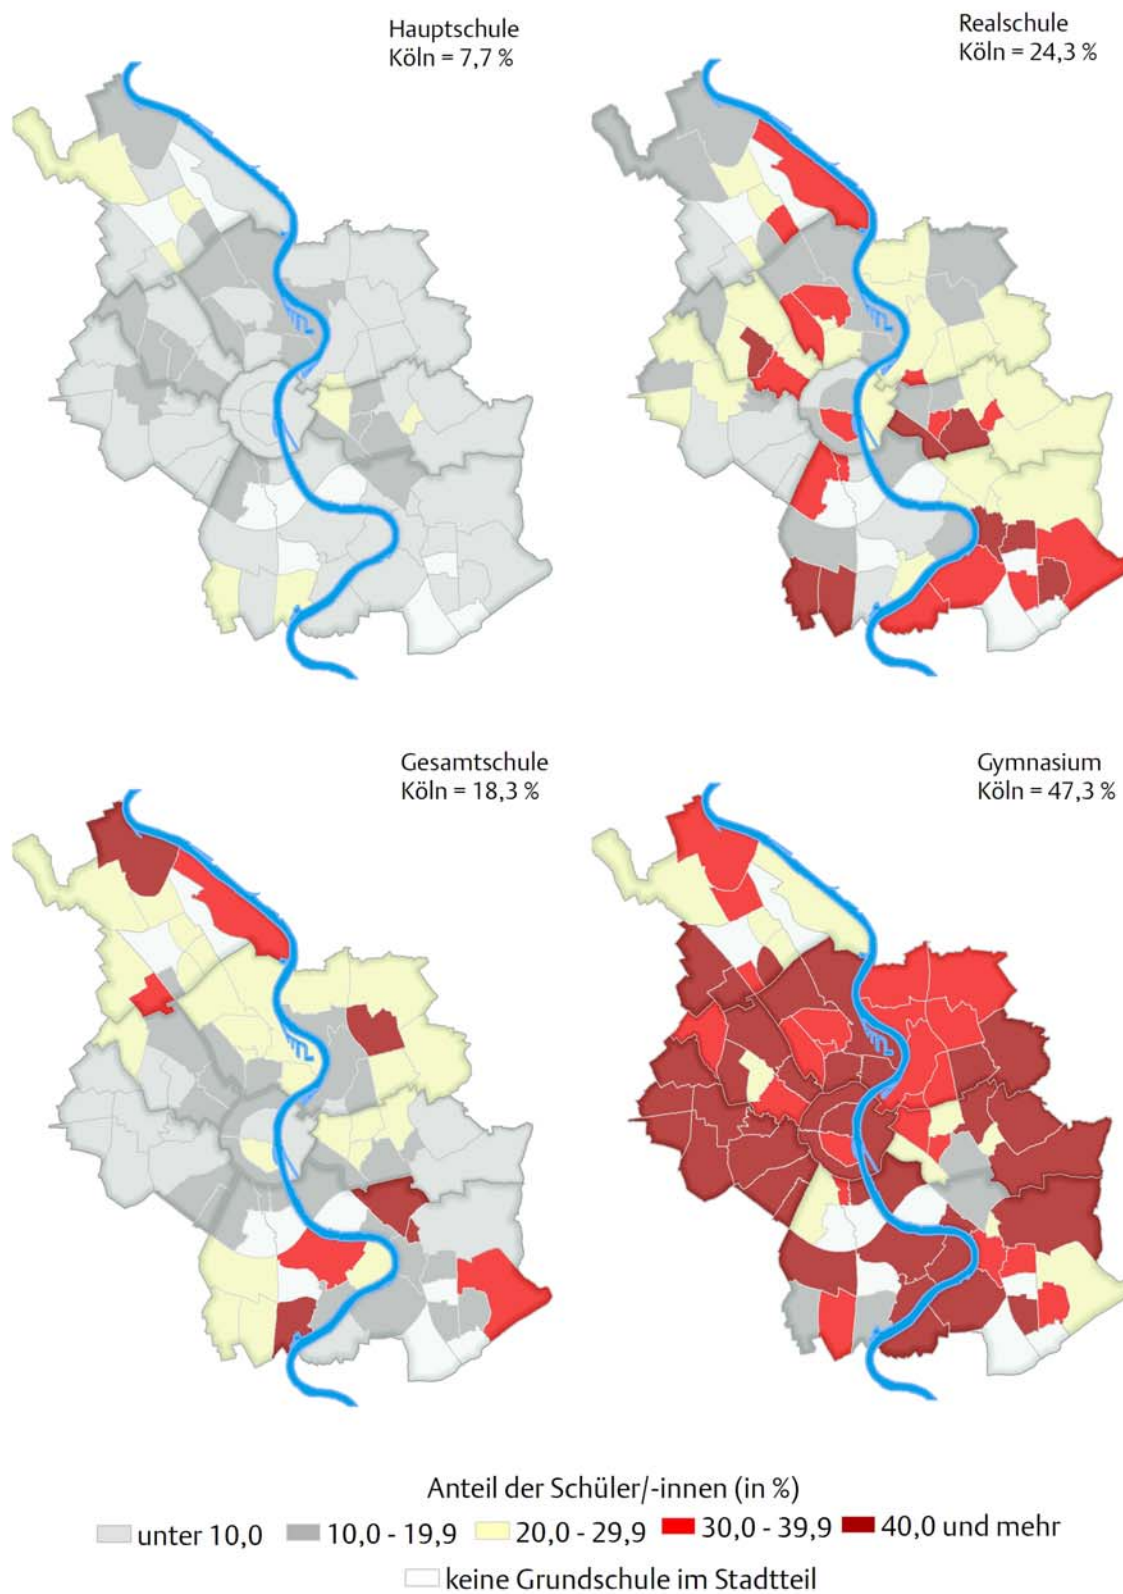 Hauptschule
Köln = 7,7 %
Realschule
Köln = 24,3 %
Gesamtschule
Köln = 18,3 %
Gymnasium
Köln = 47,3 %
Anteil der Schüler/-innen (in %)
unter 10,0 10,0 - 19,9 20,0 - 29,9 30,0 - 39,9 40,0 und mehr
keine Grundschule im Stadtteil